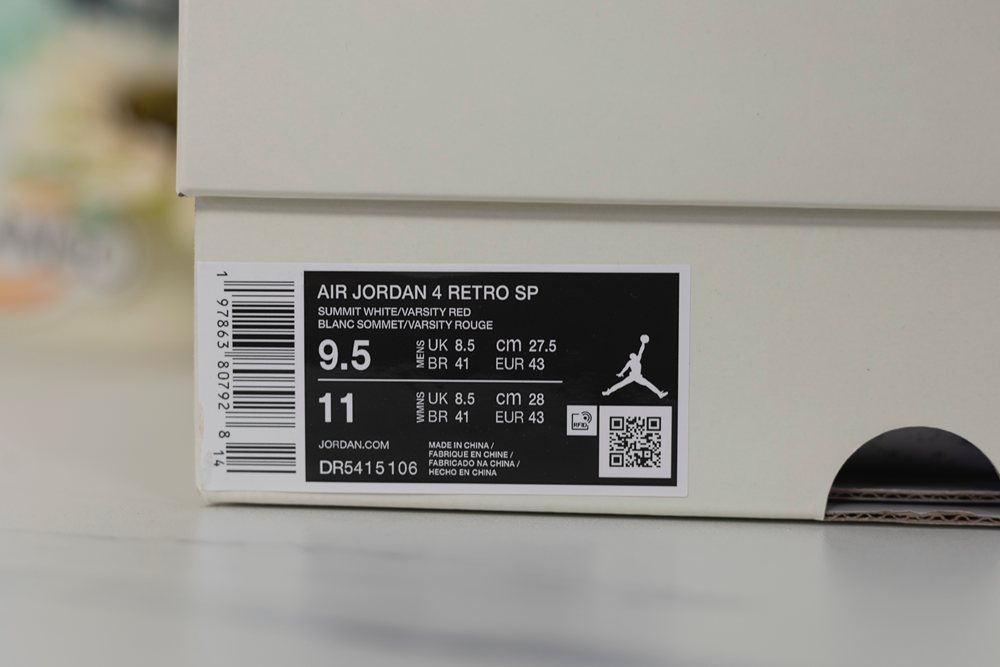 1 97863 80792 8 14
AIR JORDAN 4 RETRO SP
SUMMIT WHITE/VARSITY RED
BLANC SOMMET/VARSITY ROUGE
9.5 MENS UK 8.5 cm 27.5
BR 41 EUR 43
11 WMNS UK 8.5 cm 28
BR 41 EUR 43
RFID
JORDAN.COM
DR5415106
MADE IN CHINA /
FABRIQUE EN CHINE /
FABRICADO NA CHINA /
HECHO EN CHINA